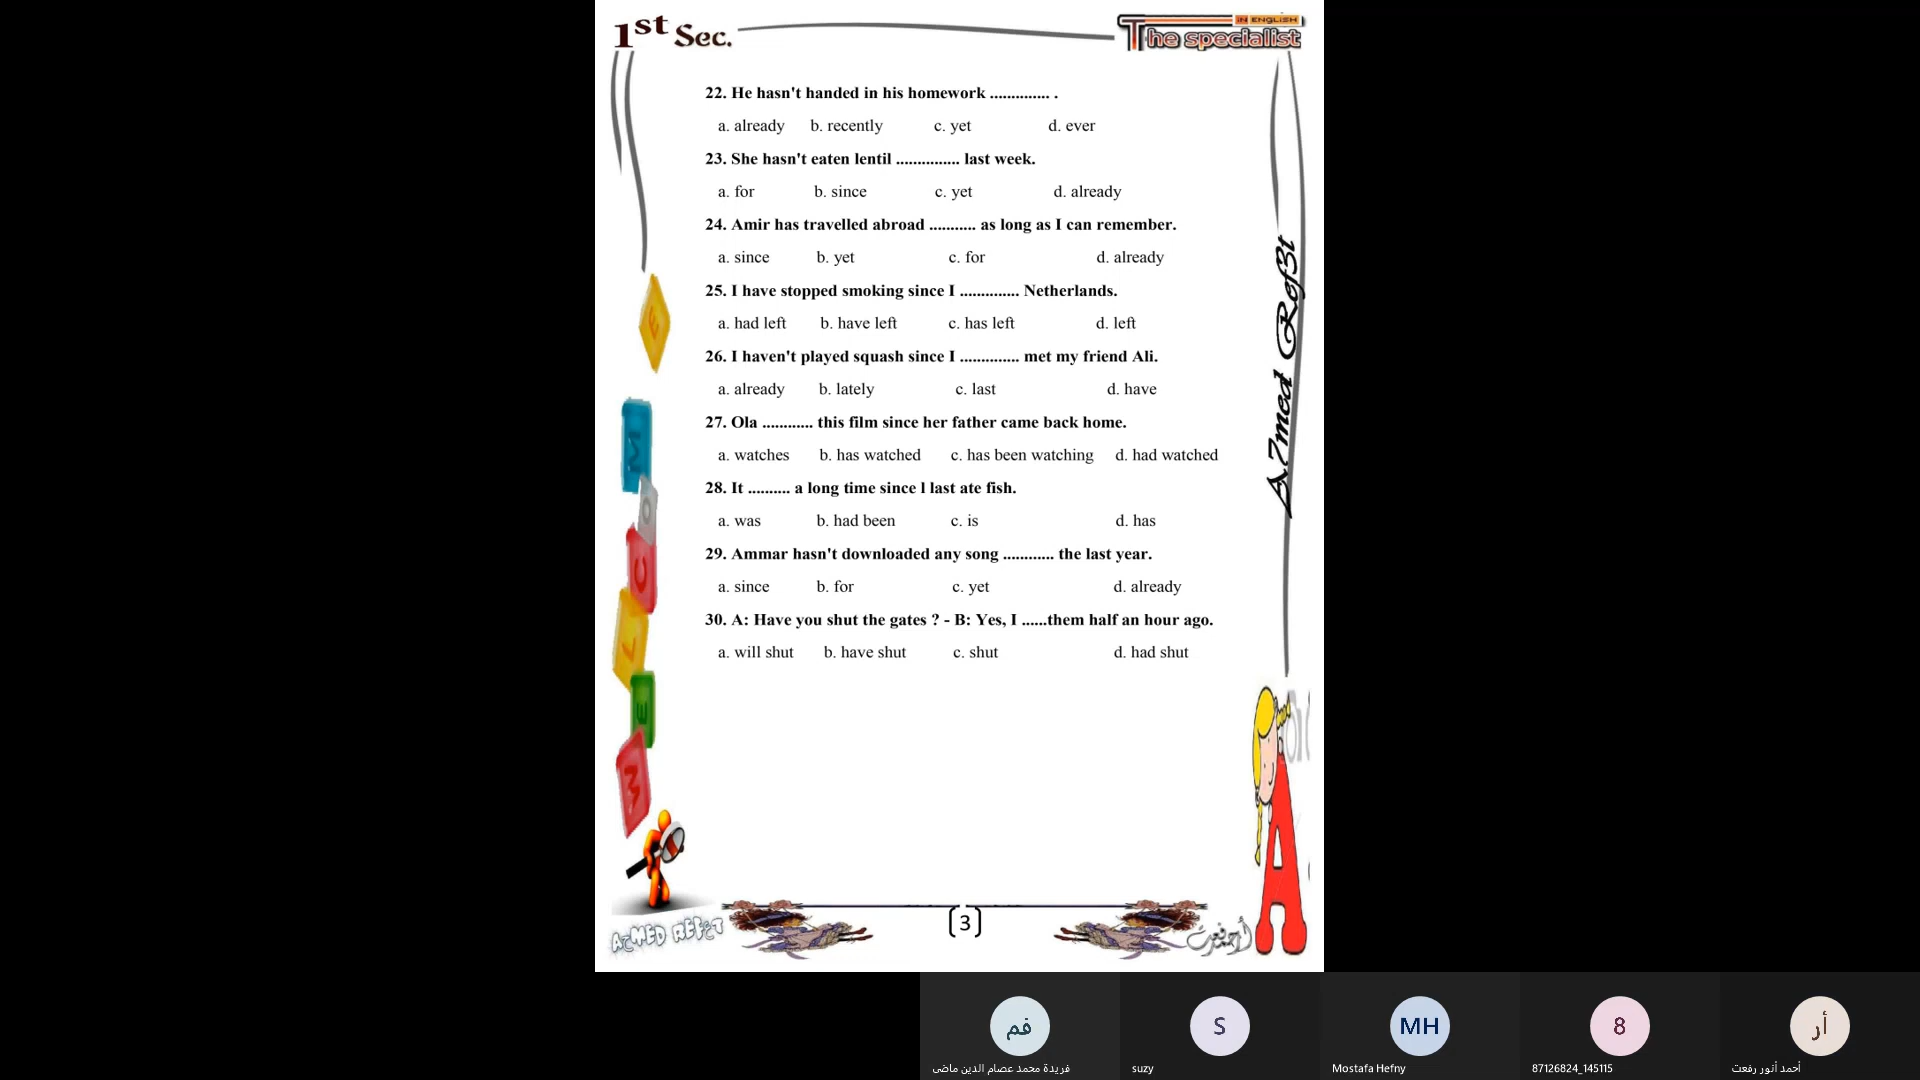 1st Sec.
The specialist
IN ENGLISH
22. He hasn't handed in his homework .............. .
a. already b. recently c. yet d. ever
23. She hasn't eaten lentil ............... last week.
a. for b. since c. yet d. already
24. Amir has travelled abroad ........... as long as I can remember.
a. since b. yet c. for d. already
25. I have stopped smoking since I .............. Netherlands.
a. had left b. have left c. has left d. left
26. I haven't played squash since I .............. met my friend Ali.
a. already b. lately c. last d. have
27. Ola ............ this film since her father came back home.
a. watches b. has watched c. has been watching d. had watched
28. It .......... a long time since l last ate fish.
a. was b. had been c. is d. has
29. Ammar hasn't downloaded any song ............ the last year.
a. since b. for c. yet d. already
30. A: Have you shut the gates ? - B: Yes, I ......them half an hour ago.
a. will shut b. have shut c. shut d. had shut
A7med Ref3t
WELCOME
A
3
أحمد رفعت
فم
S
MH
8
أر
فريدة محمد عصام الدين ماضى
suzy
Mostafa Hefny
87126824_145115
أحمد أنور رفعت